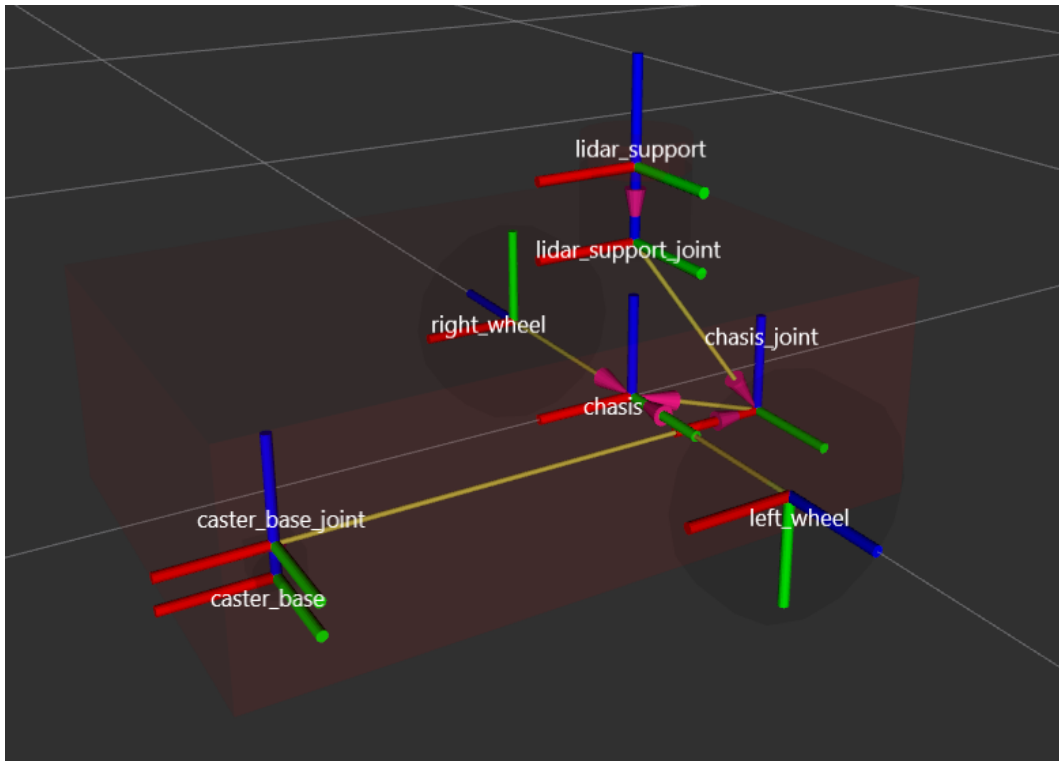 lidar_support
lidar_support_joint
right_wheel
chasis_joint
chasis
caster_base_joint
left_wheel
caster_base